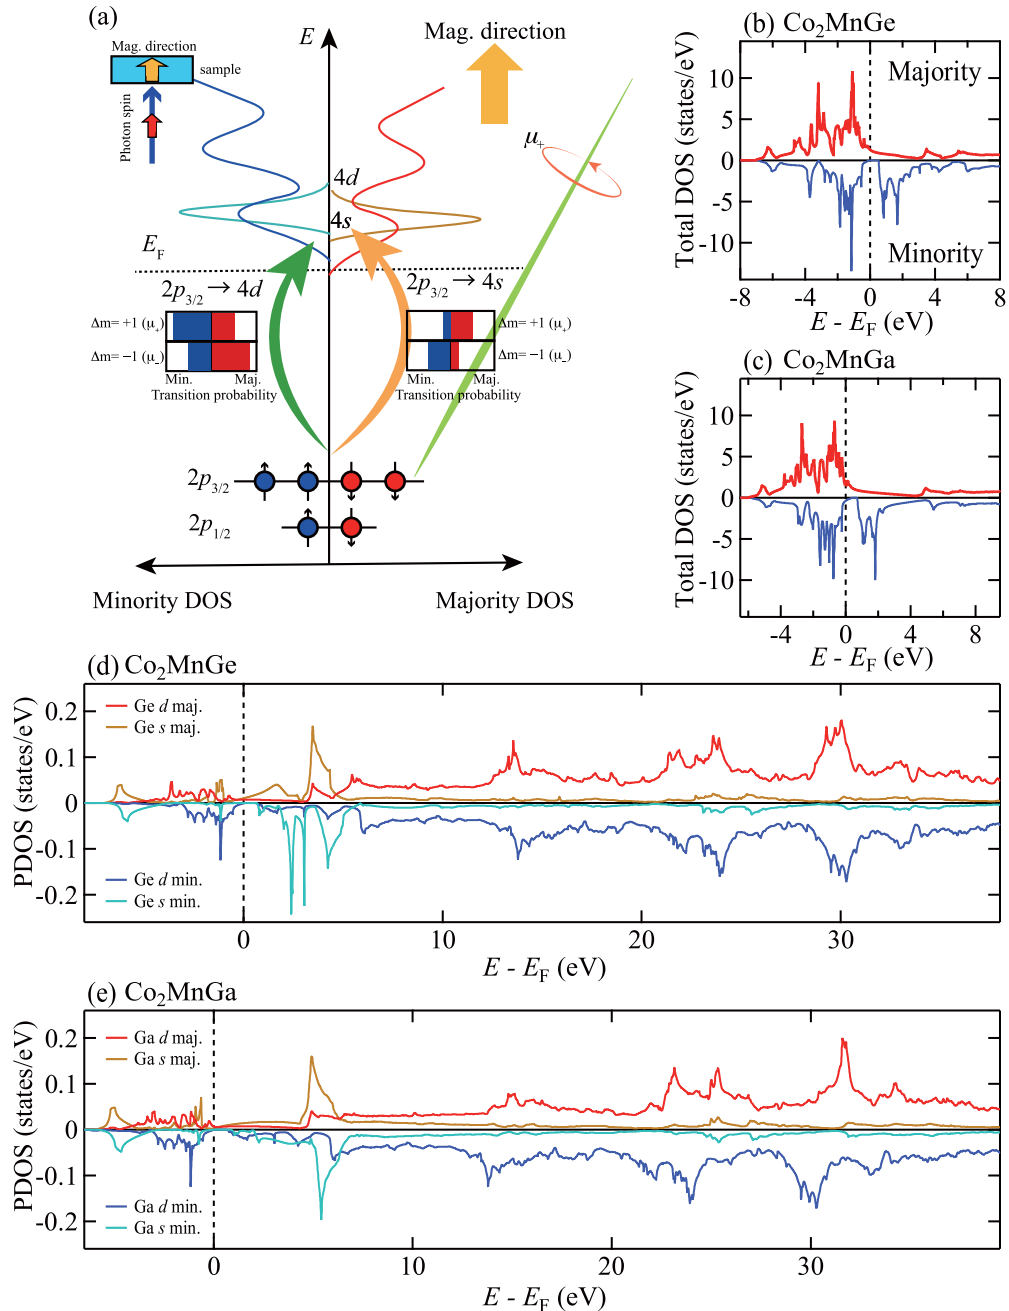 (a)
Mag. direction
sample
Photon spin
E
Mag. direction
μ+
4d
4s
E_F
2p3/2 → 4d
2p3/2 → 4s
Δm= +1 (μ+)
Δm= −1 (μ-)
Min. Maj.
Transition probability
Δm= +1 (μ+)
Δm= −1 (μ-)
Min. Maj.
Transition probability
2p3/2
2p1/2
Minority DOS
Majority DOS
(b) Co2MnGe
Total DOS (states/eV)
10
5
0
-5
-10
Majority
Minority
-8 -4 0 4 8
E - EF (eV)
(c) Co2MnGa
Total DOS (states/eV)
10
5
0
-5
-10
-4 0 4 8
E - EF (eV)
(d) Co2MnGe
PDOS (states/eV)
0.2
0.1
0
-0.1
-0.2
Ge d maj.
Ge s maj.
Ge d min.
Ge s min.
0 10 20 30
E - EF (eV)
(e) Co2MnGa
PDOS (states/eV)
0.2
0.1
0
-0.1
-0.2
Ga d maj.
Ga s maj.
Ga d min.
Ga s min.
0 10 20 30
E - EF (eV)